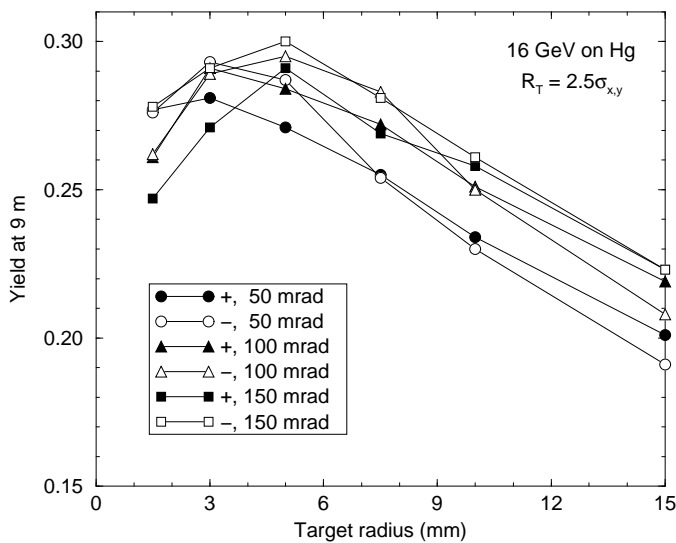 0.30
0.25
0.20
0.15
Yield at 9 m
16 GeV on Hg
R_T = 2.5σ_x,y
+, 50 mrad
−, 50 mrad
+, 100 mrad
−, 100 mrad
+, 150 mrad
−, 150 mrad
0 3 6 9 12 15
Target radius (mm)